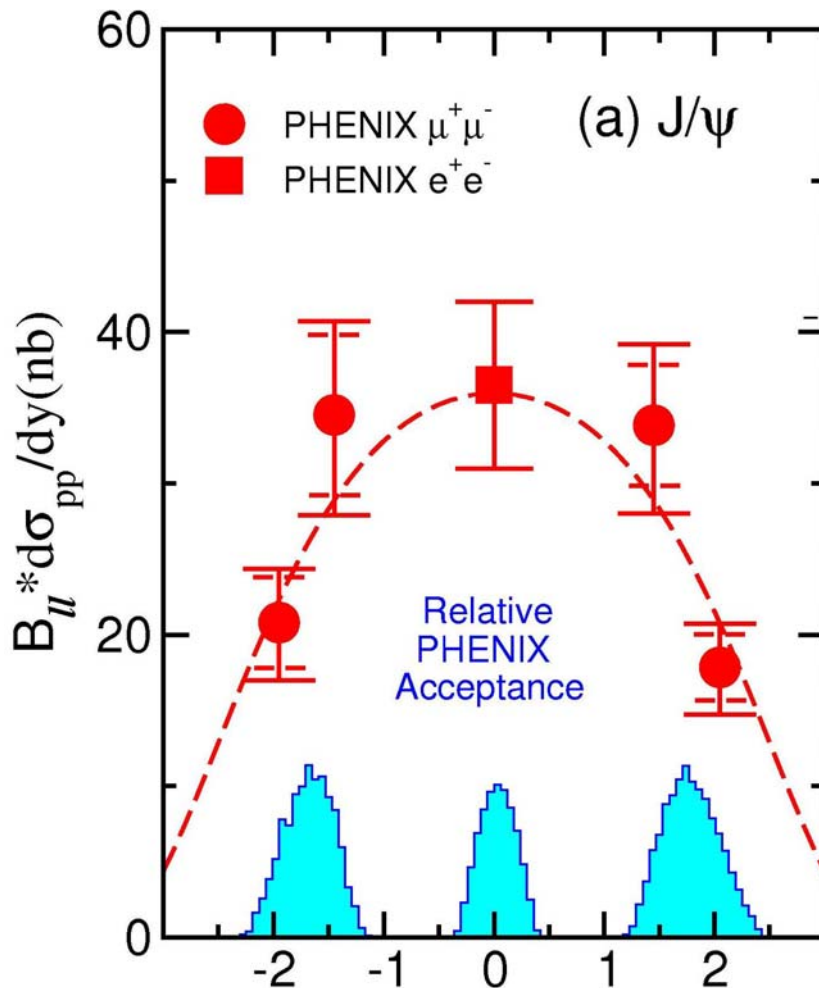 60
(a) J/ψ
PHENIX μ⁺μ⁻
PHENIX e⁺e⁻
40
B_ll*dσ_pp/dy(nb)
20
Relative
PHENIX
Acceptance
0
-2 -1 0 1 2